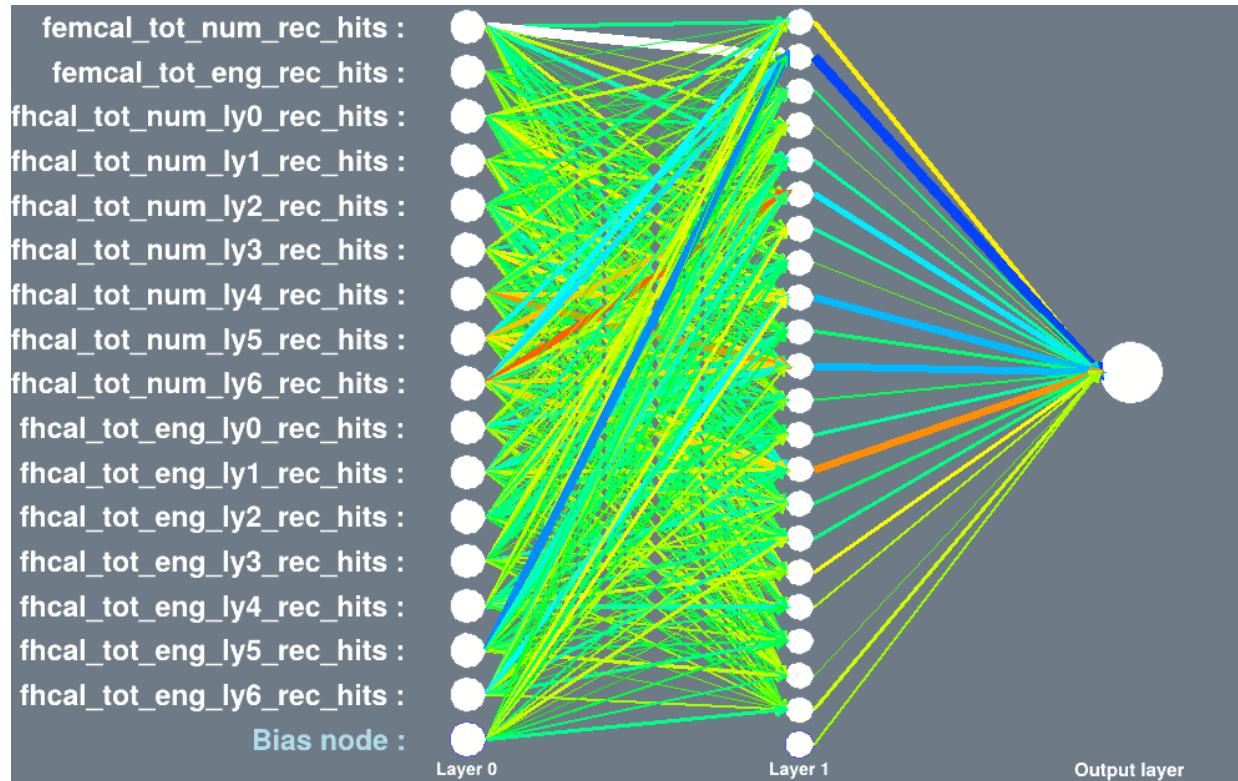 femcal_tot_num_rec_hits :
femcal_tot_eng_rec_hits :
fhcal_tot_num_ly0_rec_hits :
fhcal_tot_num_ly1_rec_hits :
fhcal_tot_num_ly2_rec_hits :
fhcal_tot_num_ly3_rec_hits :
fhcal_tot_num_ly4_rec_hits :
fhcal_tot_num_ly5_rec_hits :
fhcal_tot_num_ly6_rec_hits :
fhcal_tot_eng_ly0_rec_hits :
fhcal_tot_eng_ly1_rec_hits :
fhcal_tot_eng_ly2_rec_hits :
fhcal_tot_eng_ly3_rec_hits :
fhcal_tot_eng_ly4_rec_hits :
fhcal_tot_eng_ly5_rec_hits :
fhcal_tot_eng_ly6_rec_hits :
Bias node :
Layer 0
Layer 1
Output layer